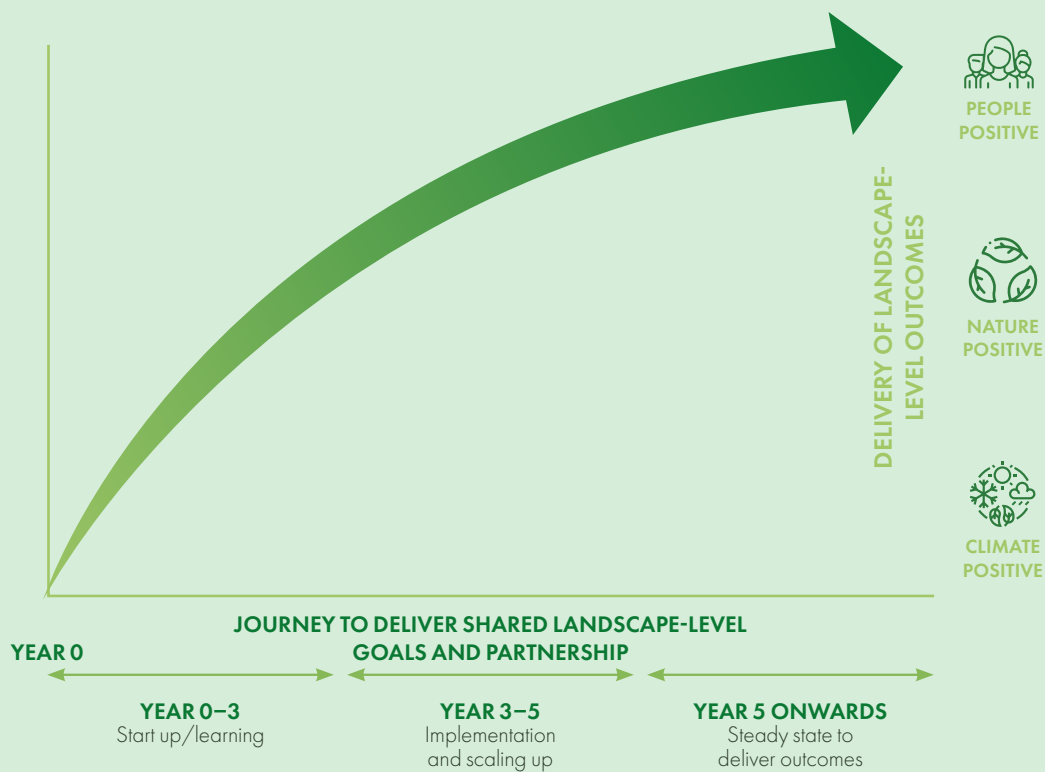 PEOPLE
POSITIVE
DELIVERY OF LANDSCAPE-
LEVEL OUTCOMES
NATURE
POSITIVE
CLIMATE
POSITIVE
JOURNEY TO DELIVER SHARED LANDSCAPE-LEVEL
GOALS AND PARTNERSHIP
YEAR 0
YEAR 0–3
Start up/learning
YEAR 3–5
Implementation
and scaling up
YEAR 5 ONWARDS
Steady state to
deliver outcomes